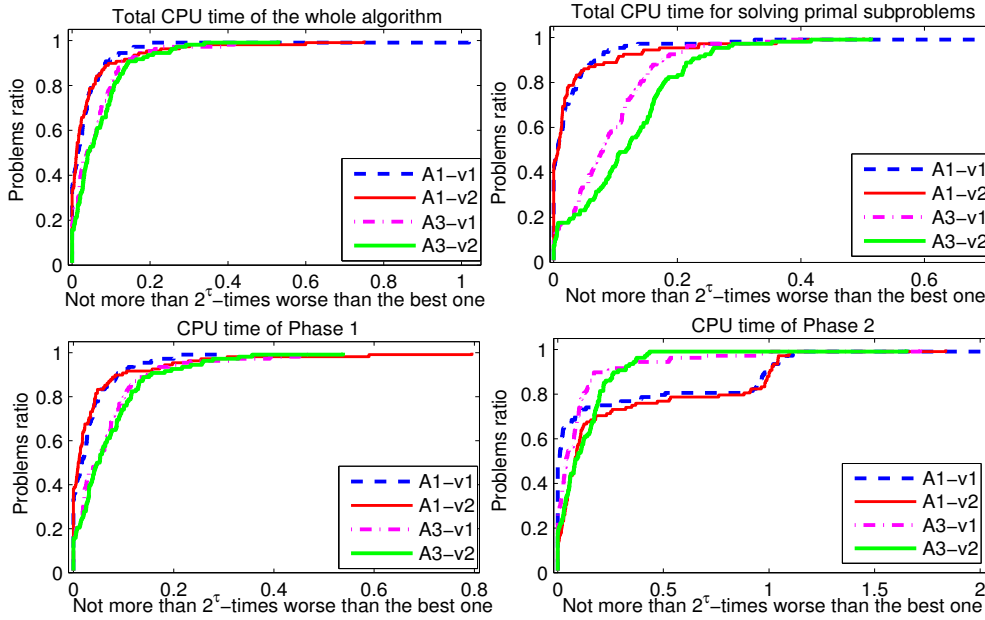 Total CPU time of the whole algorithm
Problems ratio
1
0.8
0.6
0.4
0.2
0
A1−v1
A1−v2
A3−v1
A3−v2
0 0.2 0.4 0.6 0.8 1
Not more than 2^τ−times worse than the best one
Total CPU time for solving primal subproblems
Problems ratio
1
0.8
0.6
0.4
0.2
0
A1−v1
A1−v2
A3−v1
A3−v2
0 0.2 0.4 0.6
Not more than 2^τ−times worse than the best one
CPU time of Phase 1
Problems ratio
1
0.8
0.6
0.4
0.2
0
A1−v1
A1−v2
A3−v1
A3−v2
0 0.2 0.4 0.6 0.8
Not more than 2^τ−times worse than the best one
CPU time of Phase 2
Problems ratio
1
0.8
0.6
0.4
0.2
0
A1−v1
A1−v2
A3−v1
A3−v2
0 0.5 1 1.5 2
Not more than 2^τ−times worse than the best one